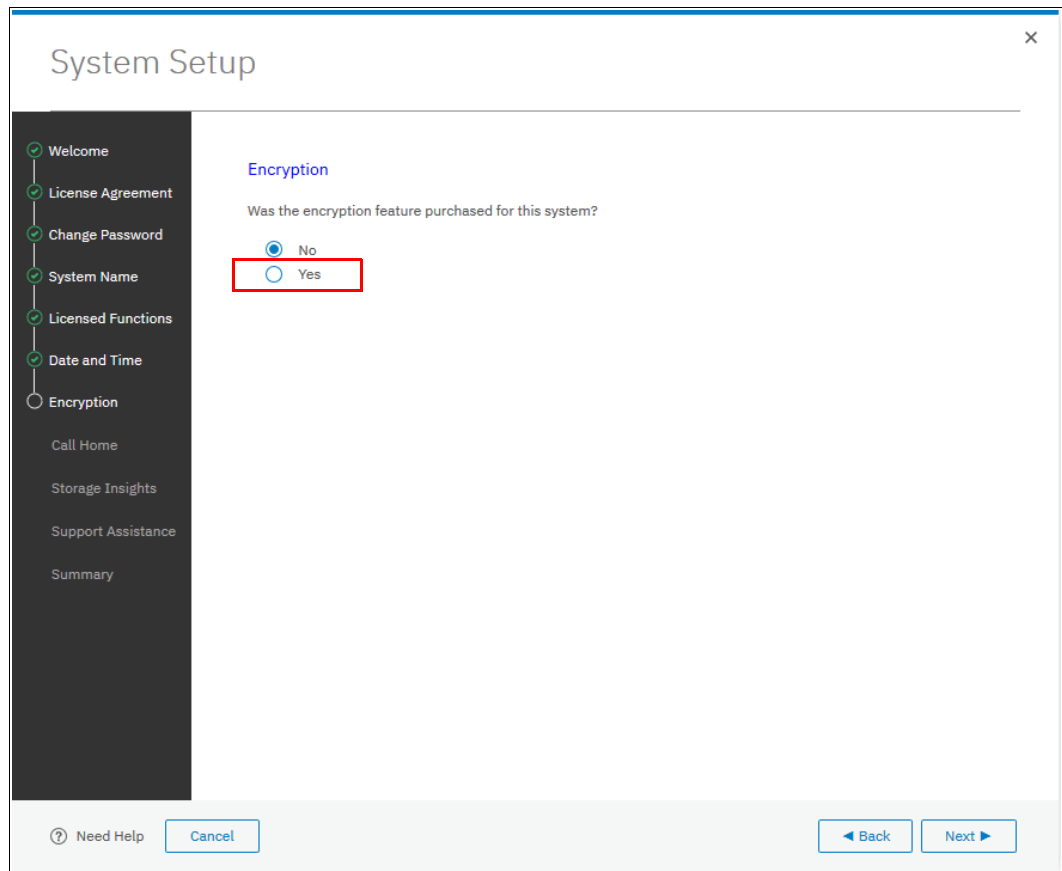 System Setup
Welcome
License Agreement
Change Password
System Name
Licensed Functions
Date and Time
Encryption
Call Home
Storage Insights
Support Assistance
Summary
Encryption
Was the encryption feature purchased for this system?
No
Yes
Need Help
Cancel
Back
Next